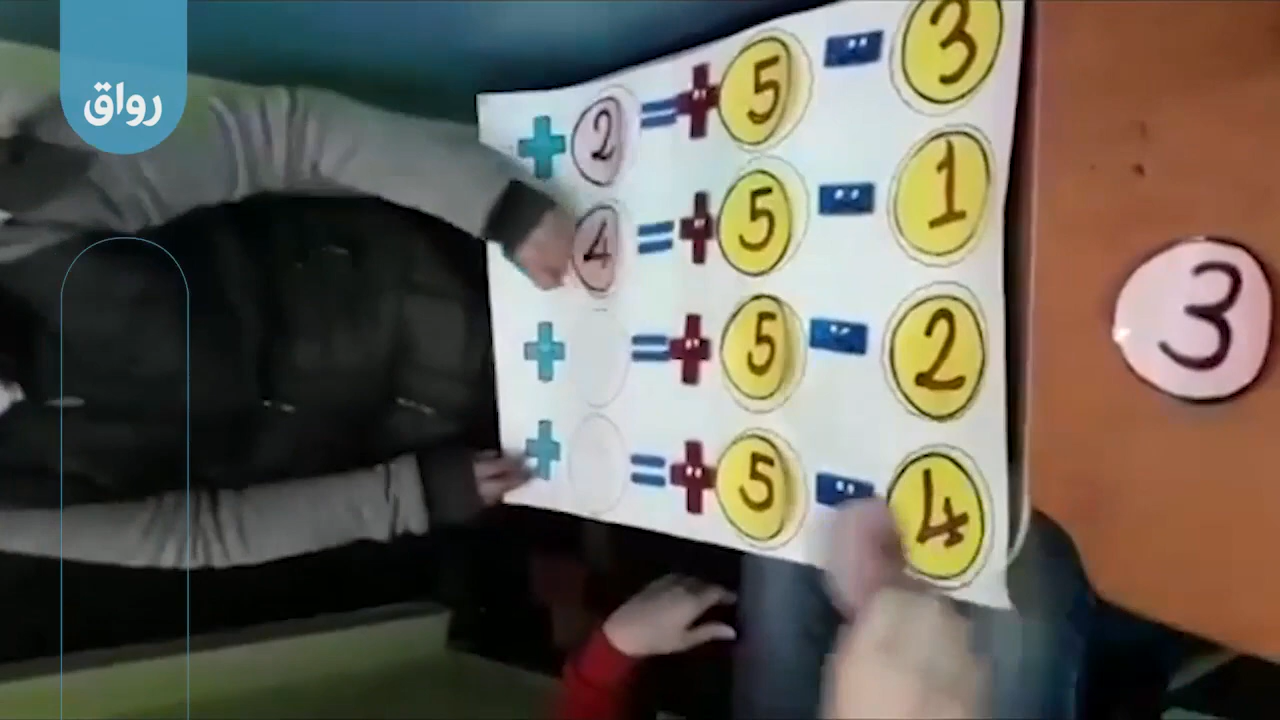 رواق
+ 2 = + 5 - 3
+ 4 = + 5 - 1
+ = + 5 - 2
+ = + 5 - 4
3